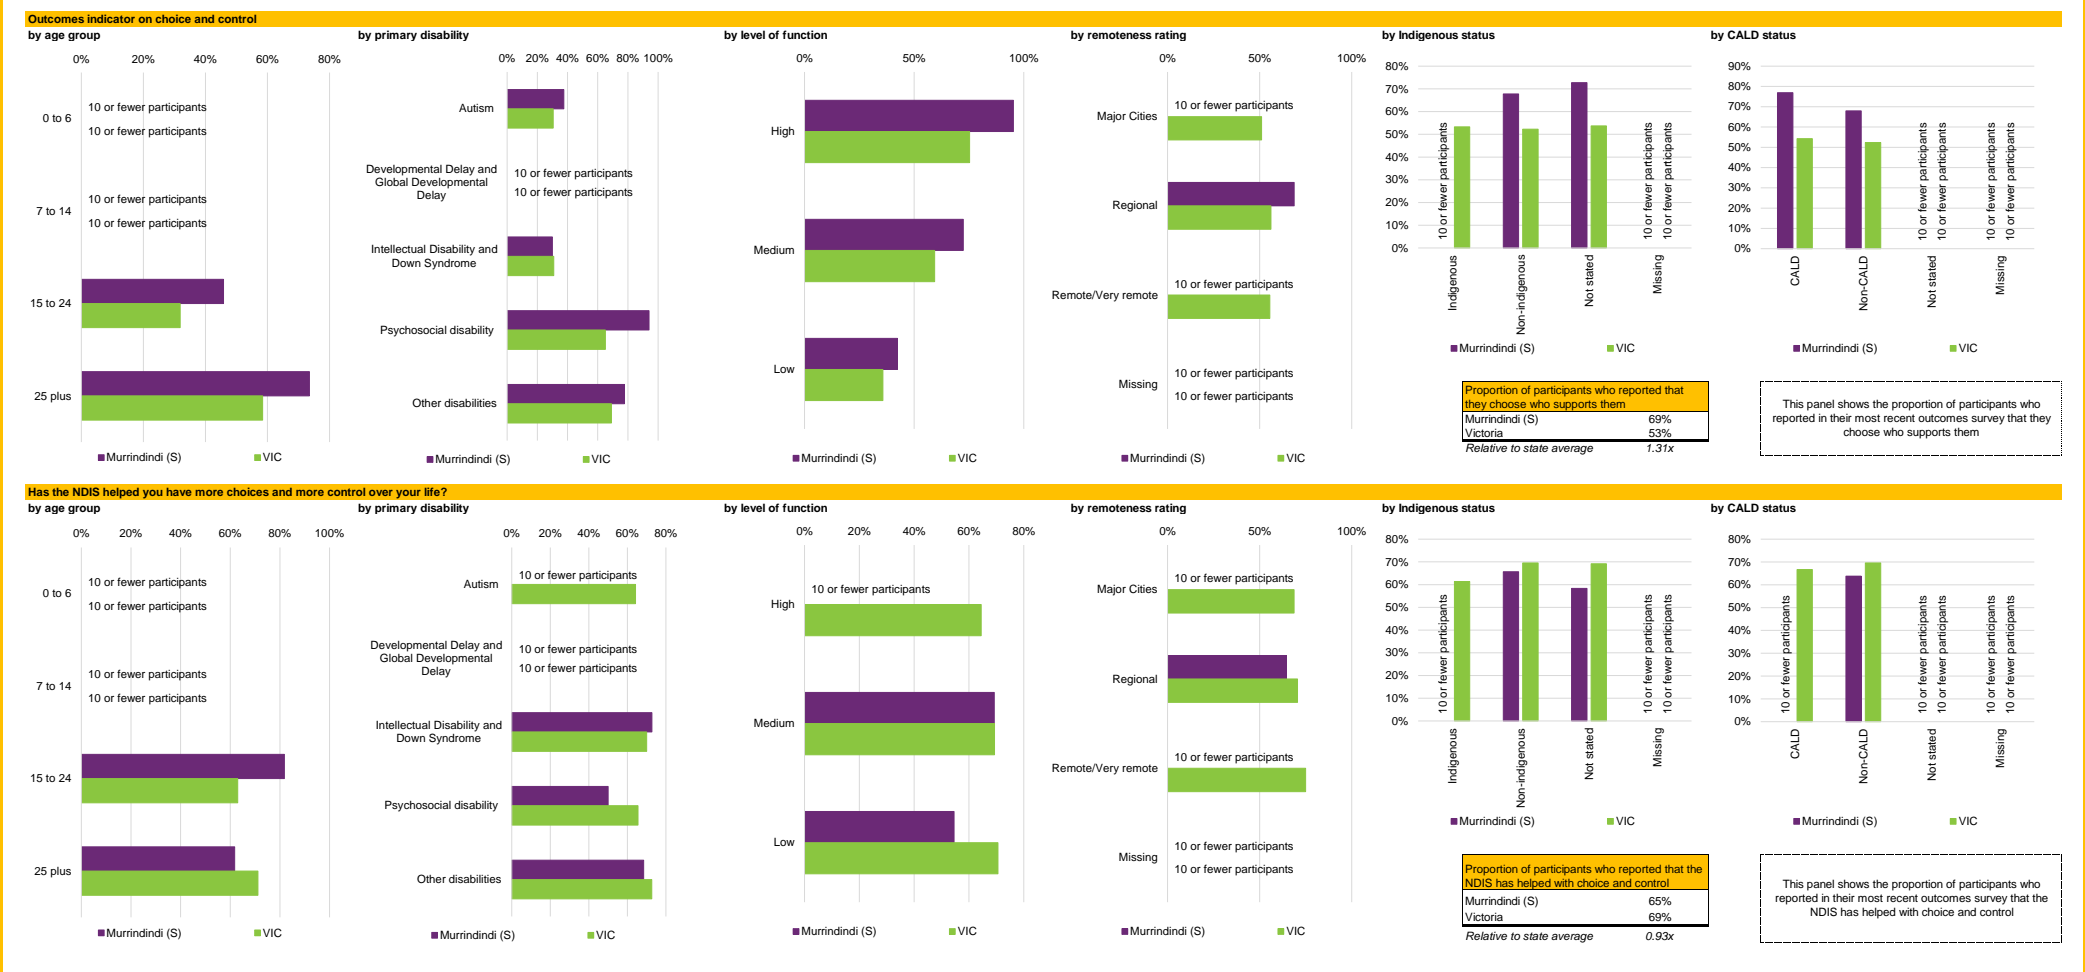 Outcomes indicator on choice and control
by age group
0% 20% 40% 60% 80%
0 to 6
10 or fewer participants
10 or fewer participants
7 to 14
10 or fewer participants
10 or fewer participants
15 to 24
25 plus
Murrindindi (S) VIC
by primary disability
0% 20% 40% 60% 80% 100%
Autism
Developmental Delay and
Global Developmental
Delay
10 or fewer participants
10 or fewer participants
Intellectual Disability and
Down Syndrome
Psychosocial disability
Other disabilities
Murrindindi (S) VIC
by level of function
0% 50% 100%
High
Medium
Low
Murrindindi (S) VIC
by remoteness rating
0% 50% 100%
Major Cities
10 or fewer participants
Regional
Remote/Very remote
10 or fewer participants
Missing
10 or fewer participants
10 or fewer participants
Murrindindi (S) VIC
by Indigenous status
80%
70%
60%
50%
40%
30%
20%
10%
0%
10 or fewer participants
10 or fewer participants
10 or fewer participants
Indigenous
Non-indigenous
Not stated
Missing
Murrindindi (S) VIC
by CALD status
90%
80%
70%
60%
50%
40%
30%
20%
10%
0%
10 or fewer participants
10 or fewer participants
10 or fewer participants
10 or fewer participants
CALD
Non-CALD
Not stated
Missing
Murrindindi (S) VIC
Proportion of participants who reported that
they choose who supports them
Murrindindi (S) 69%
Victoria 53%
Relative to state average 1.31x
This panel shows the proportion of participants who
reported in their most recent outcomes survey that they
choose who supports them
Has the NDIS helped you have more choices and more control over your life?
by age group
0% 20% 40% 60% 80% 100%
0 to 6
10 or fewer participants
10 or fewer participants
7 to 14
10 or fewer participants
10 or fewer participants
15 to 24
25 plus
Murrindindi (S) VIC
by primary disability
0% 20% 40% 60% 80%
Autism
10 or fewer participants
Developmental Delay and
Global Developmental
Delay
10 or fewer participants
10 or fewer participants
Intellectual Disability and
Down Syndrome
Psychosocial disability
Other disabilities
Murrindindi (S) VIC
by level of function
0% 20% 40% 60% 80%
High
10 or fewer participants
Medium
Low
Murrindindi (S) VIC
by remoteness rating
0% 50% 100%
Major Cities
10 or fewer participants
Regional
Remote/Very remote
10 or fewer participants
Missing
10 or fewer participants
10 or fewer participants
Murrindindi (S) VIC
by Indigenous status
80%
70%
60%
50%
40%
30%
20%
10%
0%
10 or fewer participants
10 or fewer participants
10 or fewer participants
Indigenous
Non-indigenous
Not stated
Missing
Murrindindi (S) VIC
by CALD status
80%
70%
60%
50%
40%
30%
20%
10%
0%
10 or fewer participants
10 or fewer participants
10 or fewer participants
10 or fewer participants
10 or fewer participants
CALD
Non-CALD
Not stated
Missing
Murrindindi (S) VIC
Proportion of participants who reported that the
NDIS has helped with choice and control
Murrindindi (S) 65%
Victoria 69%
Relative to state average 0.93x
This panel shows the proportion of participants who
reported in their most recent outcomes survey that the
NDIS has helped with choice and control